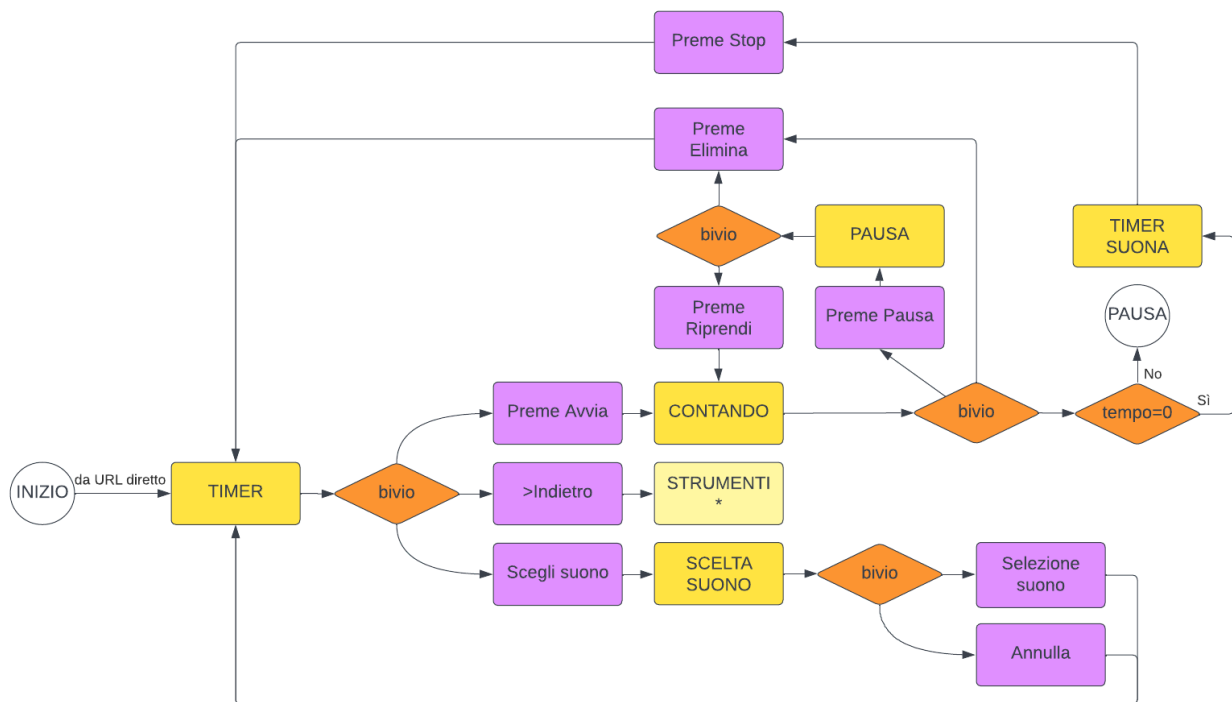 Preme Stop
Preme
Elimina
bivio
PAUSA
TIMER
SUONA
Preme
Riprendi
Preme Pausa
PAUSA
No
Preme Avvia
CONTANDO
bivio
tempo=0
Sì
INIZIO
da URL diretto
TIMER
bivio
>Indietro
STRUMENTI
*
Scegli suono
SCELTA
SUONO
bivio
Selezione
suono
Annulla